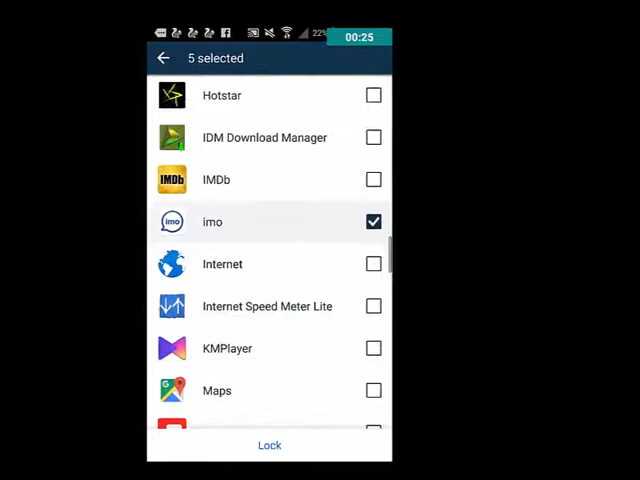 22%
00:25
5 selected
Hotstar
IDM Download Manager
IMDb
IMDb
imo
imo
Internet
Internet Speed Meter Lite
KMPlayer
G
Maps
Lock